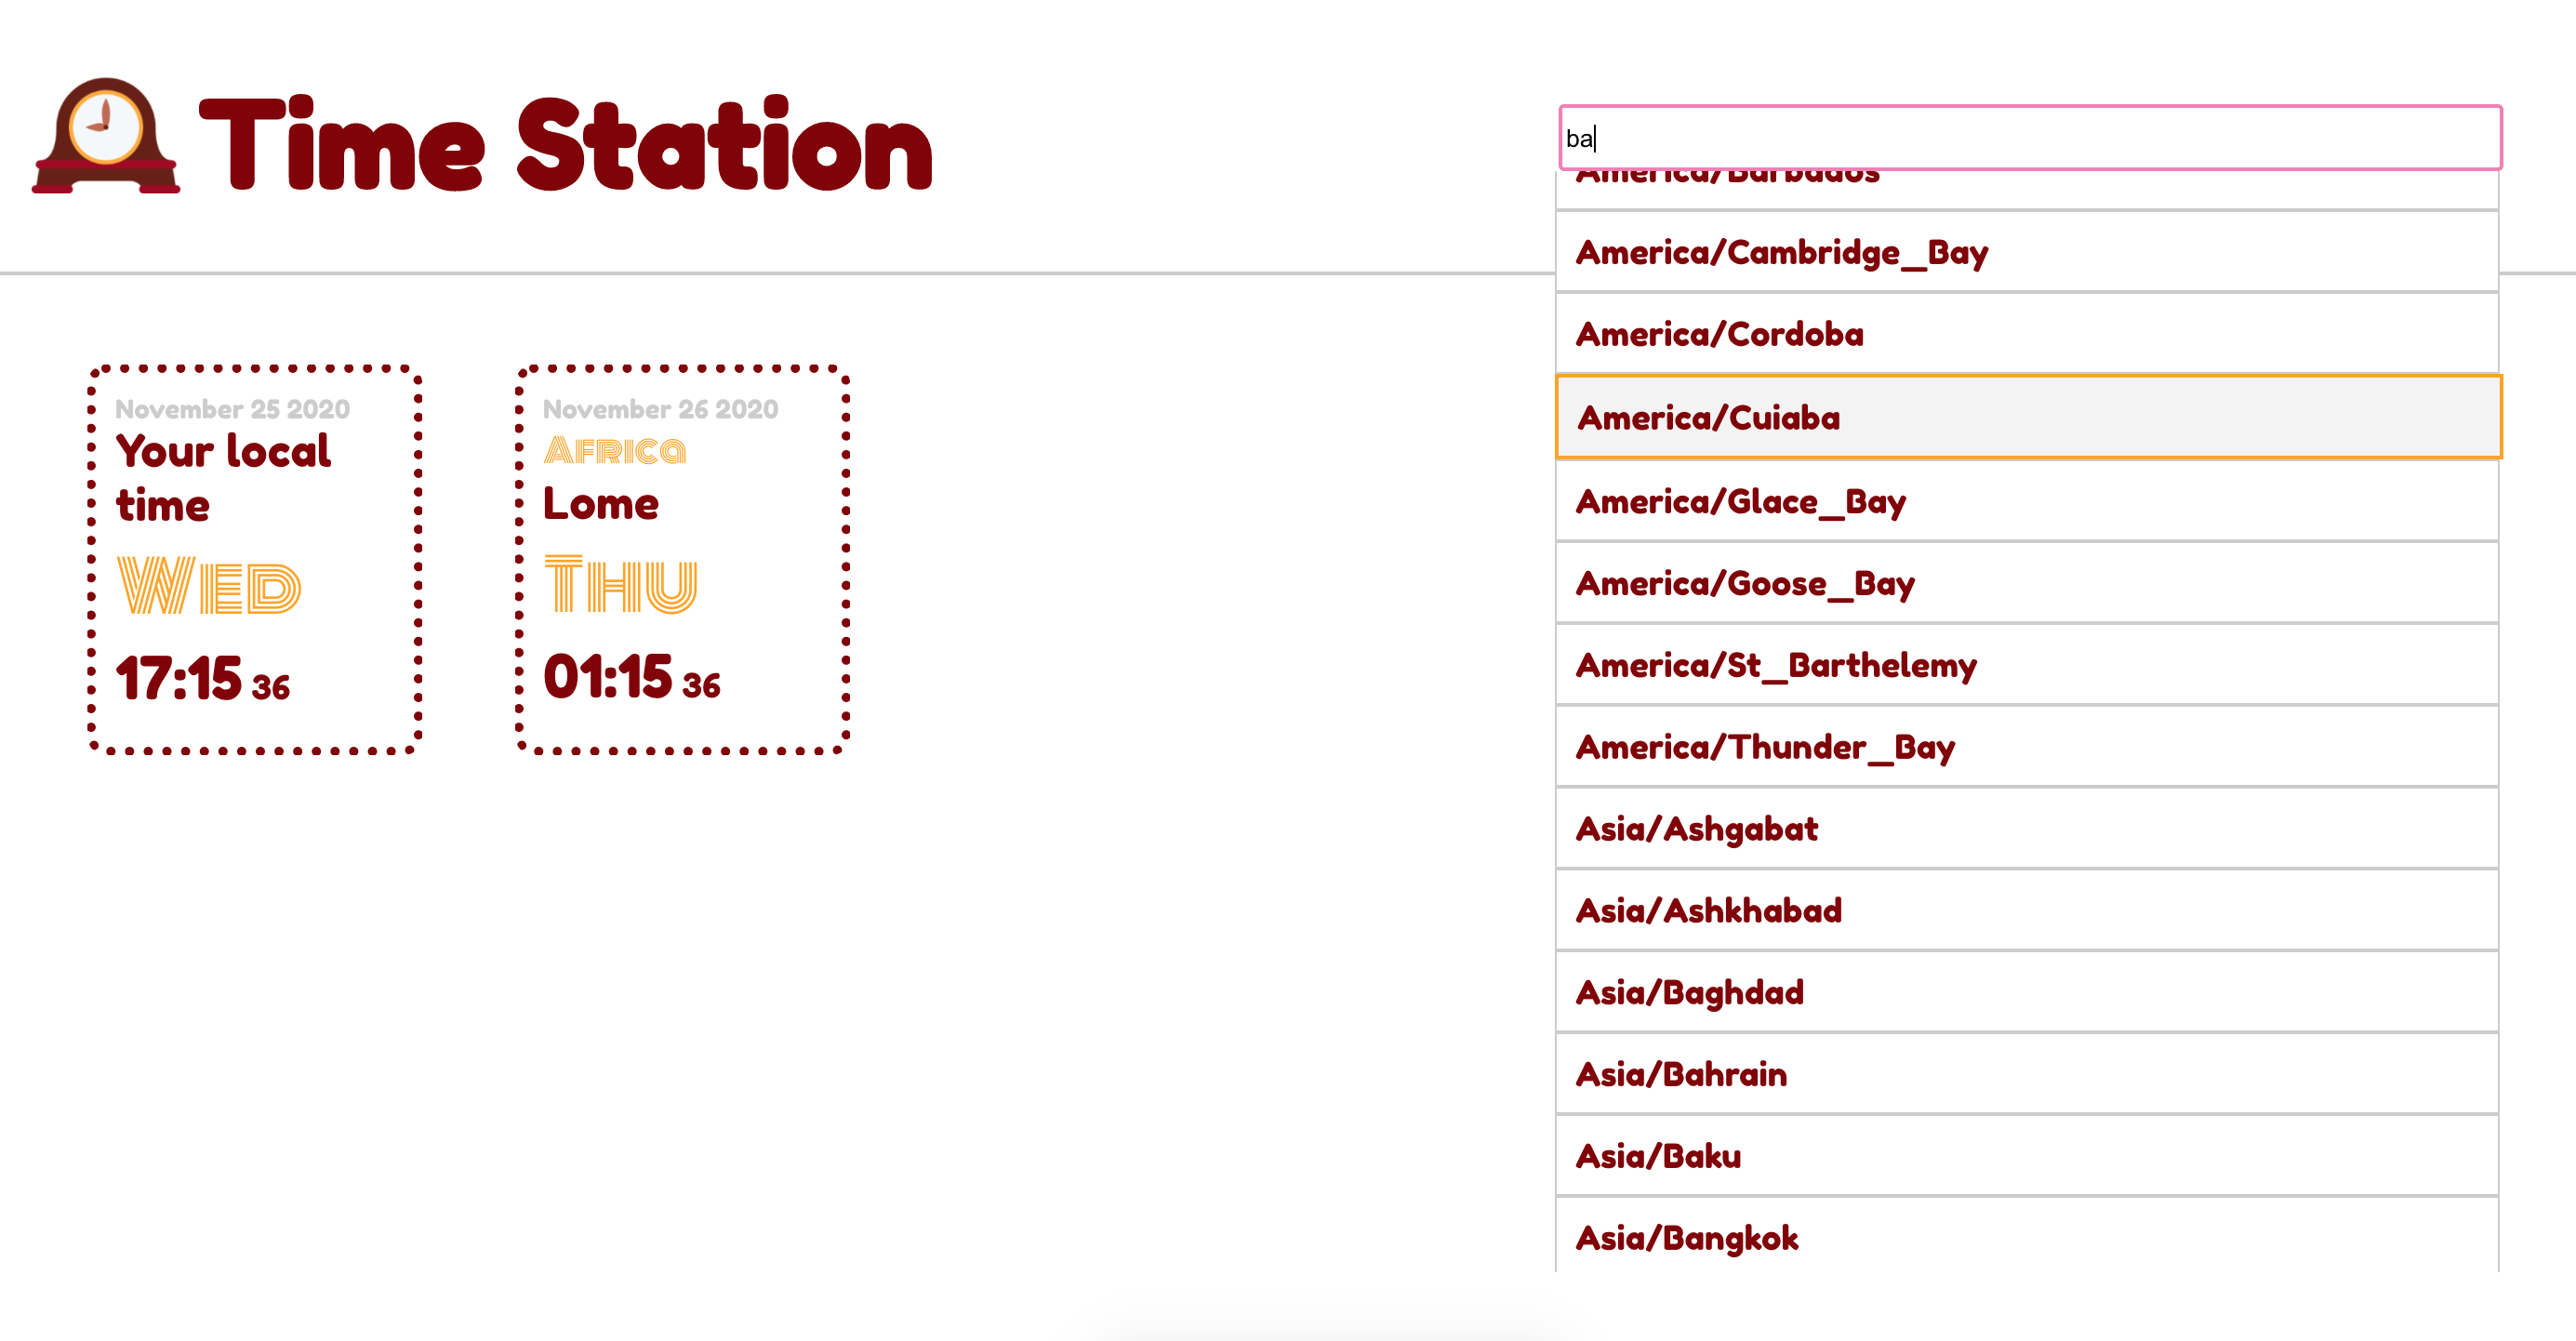 Time Station
ba
America/Barbados
America/Cambridge_Bay
America/Cordoba
America/Cuiaba
America/Glace_Bay
America/Goose_Bay
America/St_Barthelemy
America/Thunder_Bay
Asia/Ashgabat
Asia/Ashkhabad
Asia/Baghdad
Asia/Bahrain
Asia/Baku
Asia/Bangkok
November 25 2020
Your local
time
Wed
17:15 36
November 26 2020
Africa
Lome
Thu
01:15 36